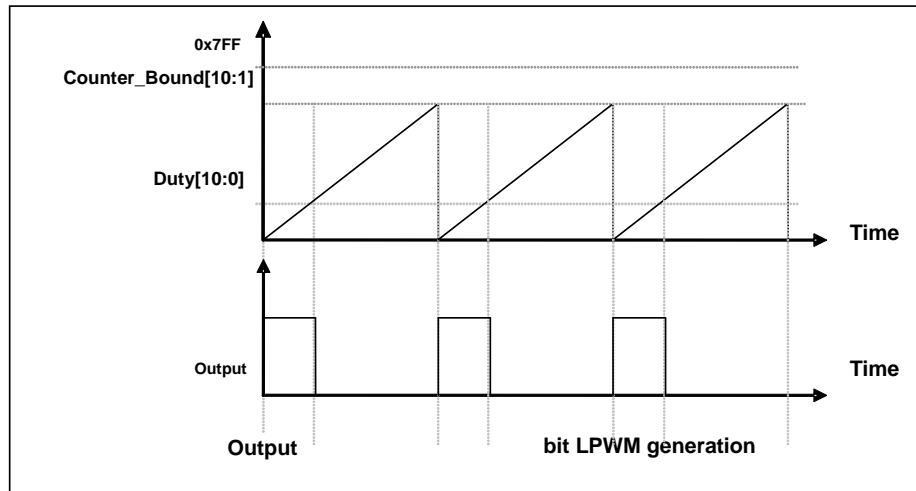 0x7FF
Counter_Bound[10:1]
Duty[10:0]
Time
Output
Time
Output
bit LPWM generation